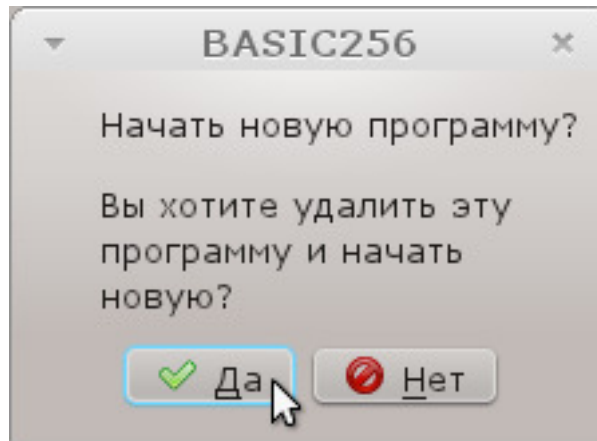 BASIC256
Начать новую программу?
Вы хотите удалить эту
программу и начать
новую?
Да Нет